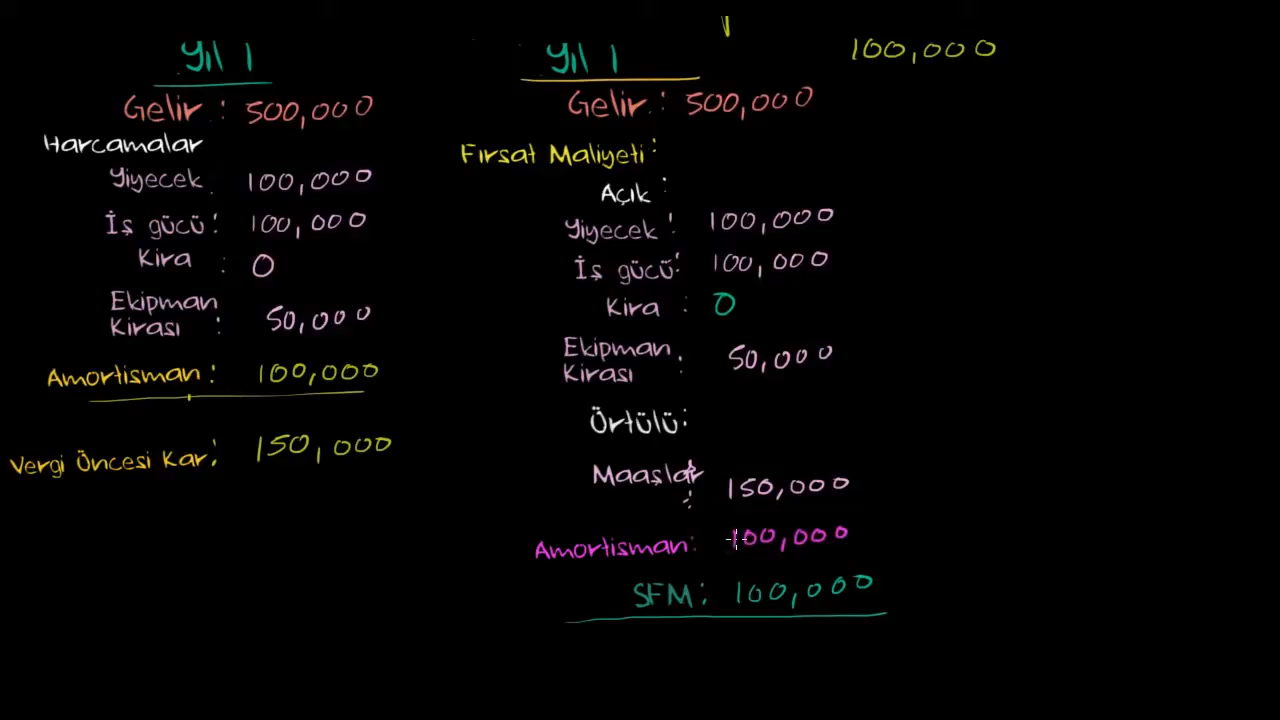 100,000
Yıl 1
Gelir : 500,000
Harcamalar
Yiyecek 100,000
İş gücü : 100,000
Kira : 0
Ekipman
Kirası : 50,000
Amortisman : 100,000
Vergi Öncesi Kar : 150,000
Yıl 1
Gelir : 500,000
Fırsat Maliyeti :
Açık :
Yiyecek : 100,000
İş gücü : 100,000
Kira : 0
Ekipman
Kirası : 50,000
Örtülü :
Maaşlar : 150,000
Amortisman : 100,000
SFM : 100,000